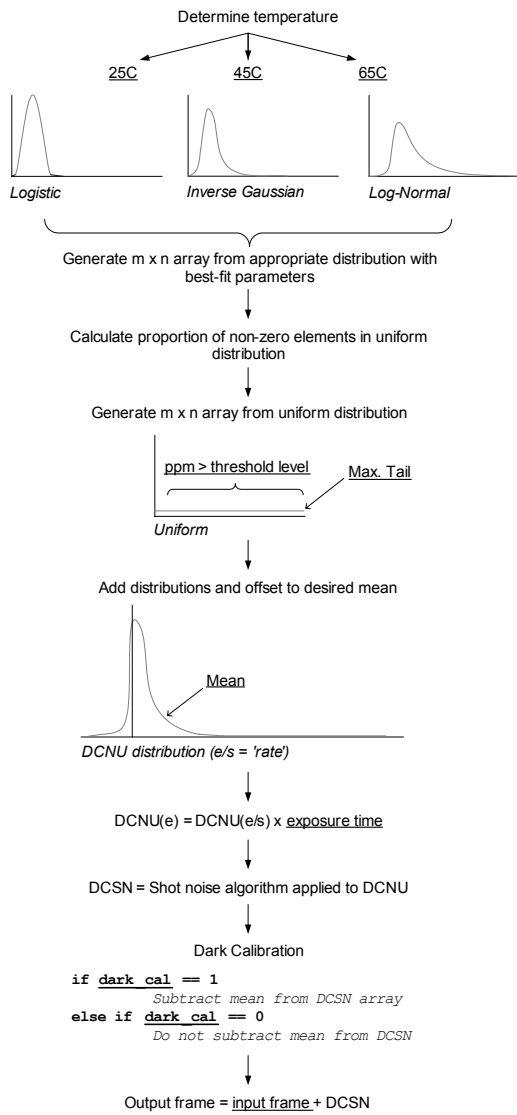 Determine temperature
25C 45C 65C
Logistic Inverse Gaussian Log-Normal
Generate m x n array from appropriate distribution with
best-fit parameters
Calculate proportion of non-zero elements in uniform
distribution
Generate m x n array from uniform distribution
ppm > threshold level
Max. Tail
Uniform
Add distributions and offset to desired mean
Mean
DCNU distribution (e/s = 'rate')
DCNU(e) = DCNU(e/s) x exposure time
DCSN = Shot noise algorithm applied to DCNU
Dark Calibration
if dark_cal == 1
Subtract mean from DCSN array
else if dark_cal == 0
Do not subtract mean from DCSN
Output frame = input frame + DCSN